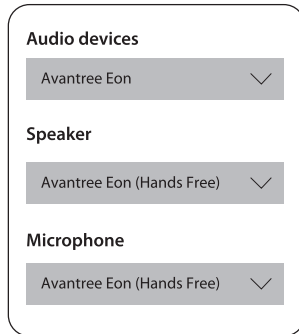 Audio devices
Avantree Eon
Speaker
Avantree Eon (Hands Free)
Microphone
Avantree Eon (Hands Free)